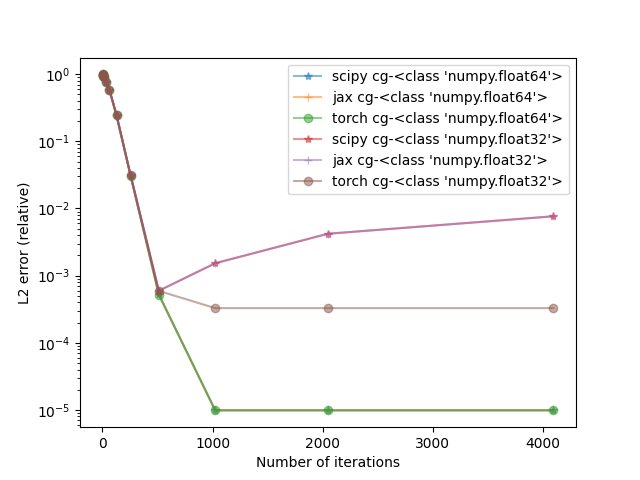 scipy cg-<class 'numpy.float64'>
jax cg-<class 'numpy.float64'>
torch cg-<class 'numpy.float64'>
scipy cg-<class 'numpy.float32'>
jax cg-<class 'numpy.float32'>
torch cg-<class 'numpy.float32'>
L2 error (relative)
10⁰
10⁻¹
10⁻²
10⁻³
10⁻⁴
10⁻⁵
0 1000 2000 3000 4000
Number of iterations